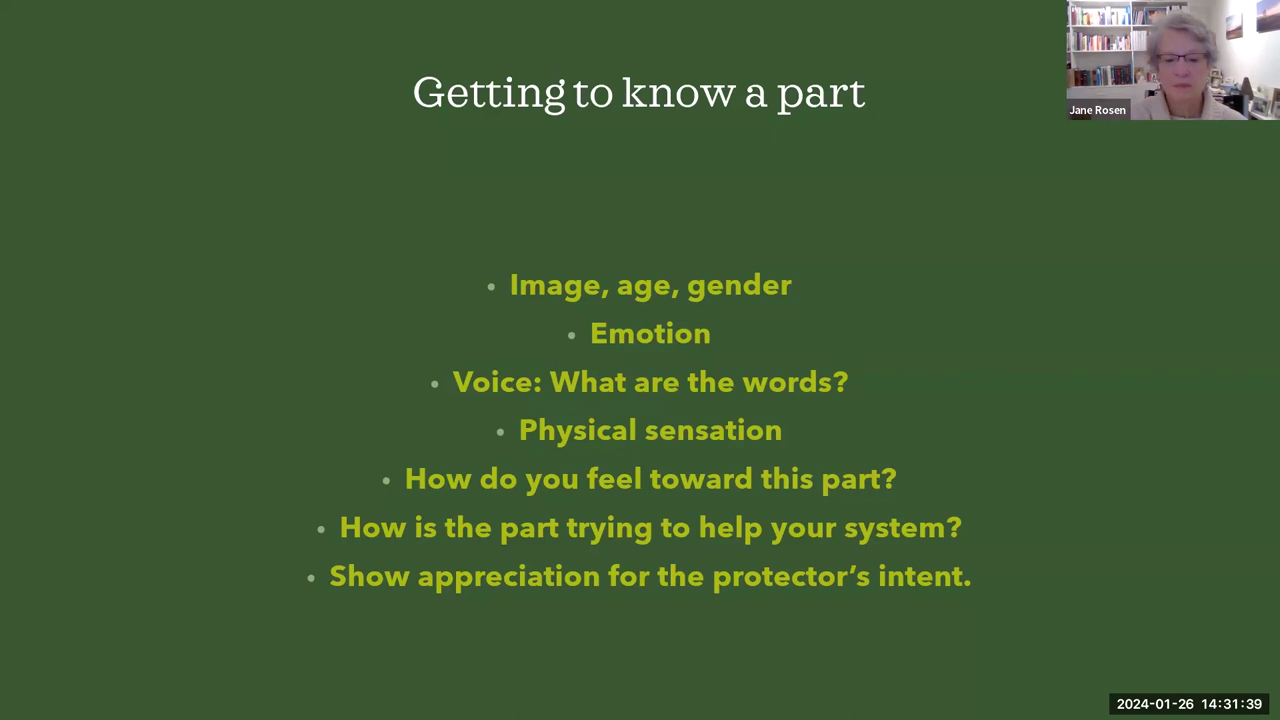 Getting to know a part
Jane Rosen
• Image, age, gender
• Emotion
• Voice: What are the words?
• Physical sensation
• How do you feel toward this part?
• How is the part trying to help your system?
• Show appreciation for the protector’s intent.
2024-01-26 14:31:39